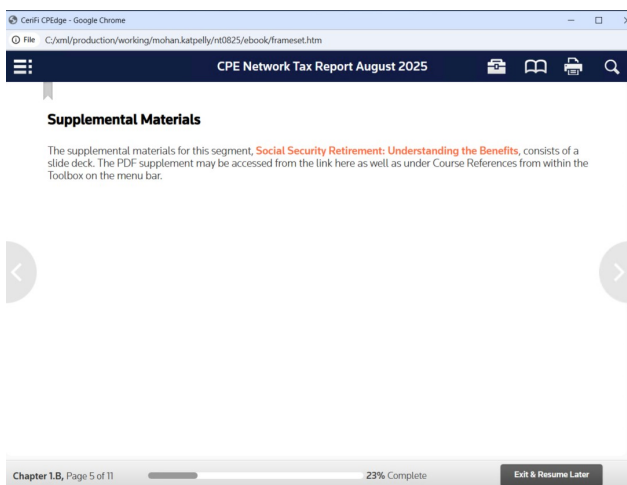 CeriFi CPEdge - Google Chrome
File C:/xml/production/working/mohan.katpelly/nt0825/ebook/frameset.htm
CPE Network Tax Report August 2025
Supplemental Materials
The supplemental materials for this segment, Social Security Retirement: Understanding the Benefits, consists of a
slide deck. The PDF supplement may be accessed from the link here as well as under Course References from within the
Toolbox on the menu bar.
Chapter 1.B, Page 5 of 11
23% Complete
Exit & Resume Later